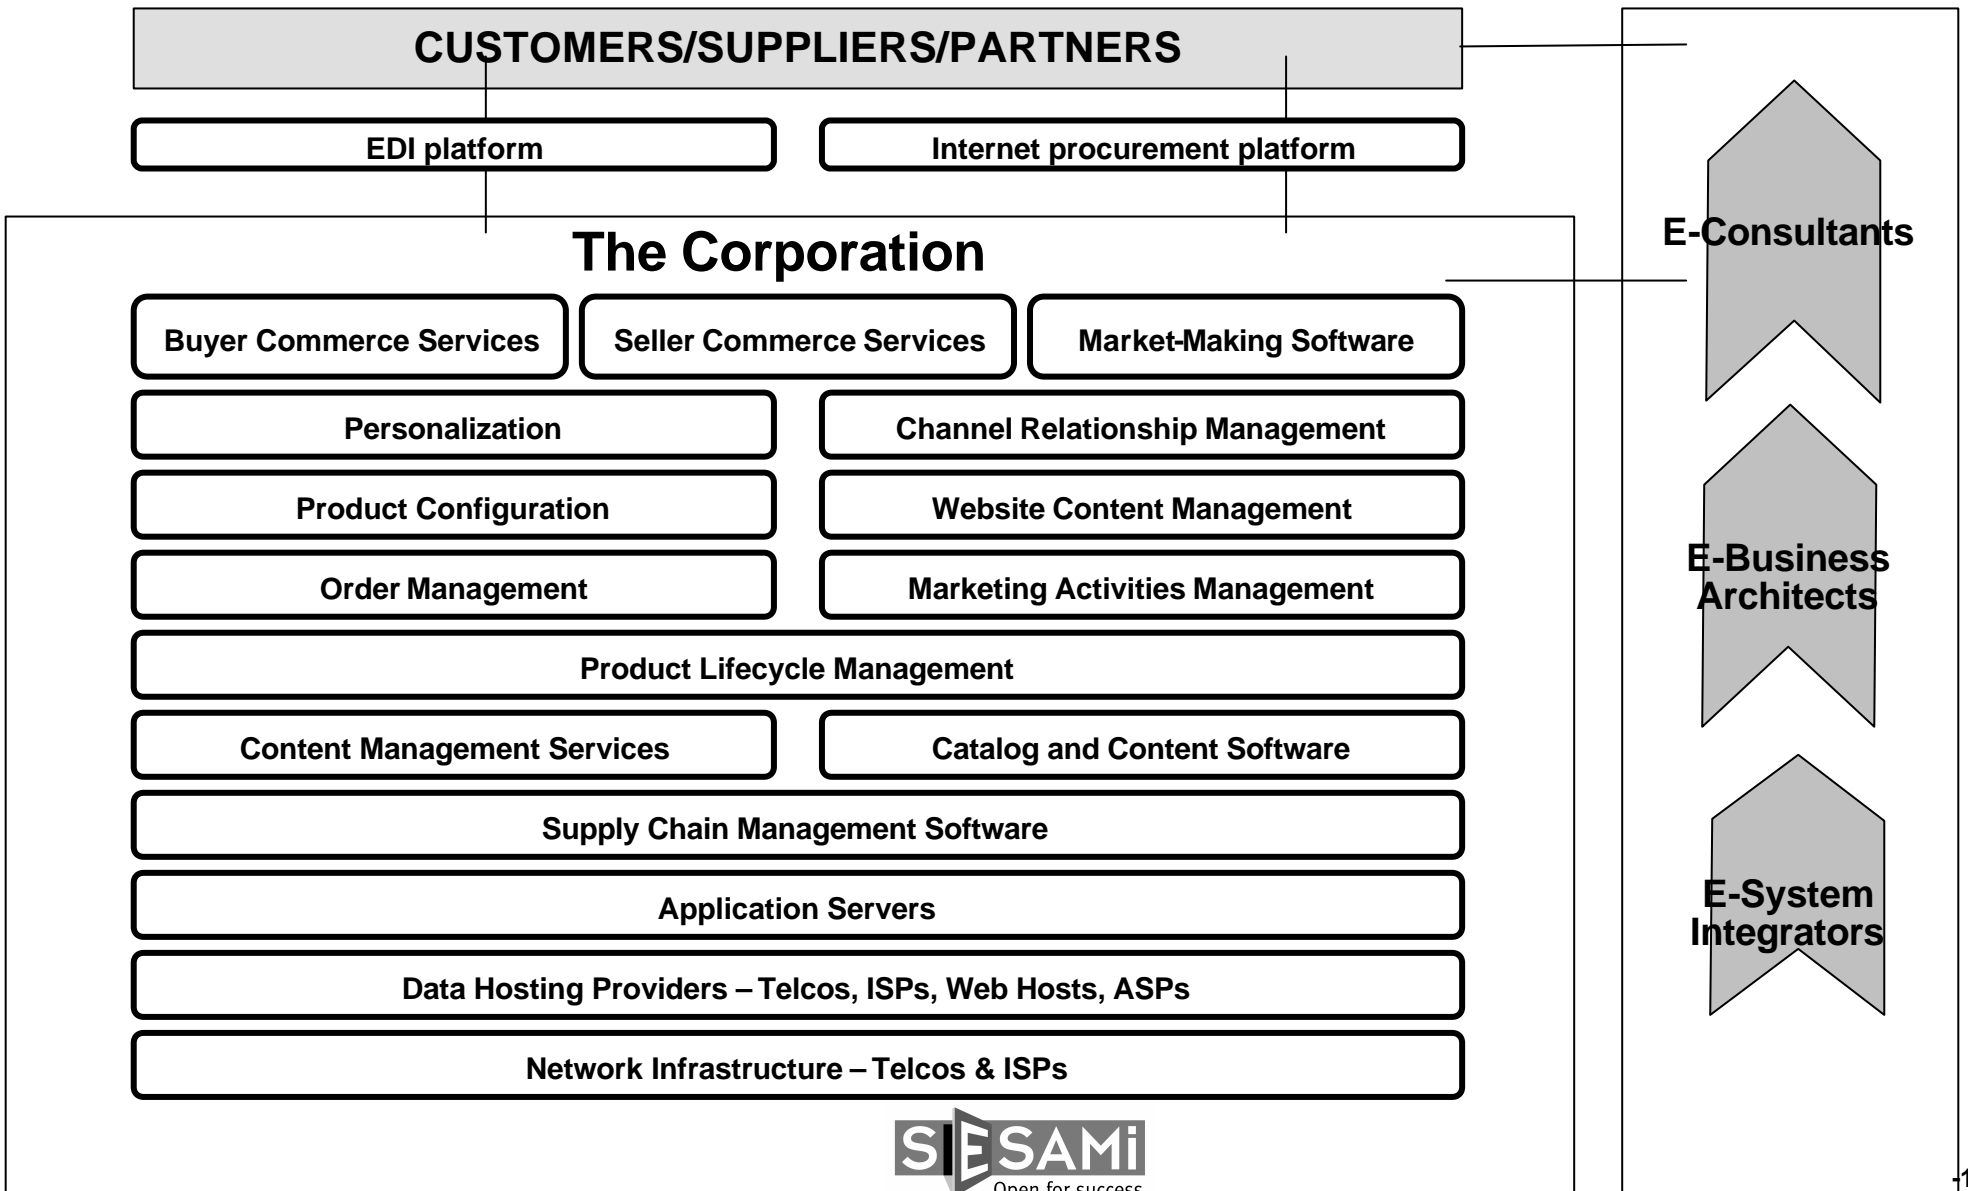 CUSTOMERS/SUPPLIERS/PARTNERS
EDI platform
Internet procurement platform
The Corporation
Buyer Commerce Services
Seller Commerce Services
Market-Making Software
Personalization
Channel Relationship Management
Product Configuration
Website Content Management
Order Management
Marketing Activities Management
Product Lifecycle Management
Content Management Services
Catalog and Content Software
Supply Chain Management Software
Application Servers
Data Hosting Providers – Telcos, ISPs, Web Hosts, ASPs
Network Infrastructure – Telcos & ISPs
E-Consultants
E-Business
Architects
E-System
Integrators
SESAMi
Open for success
-1